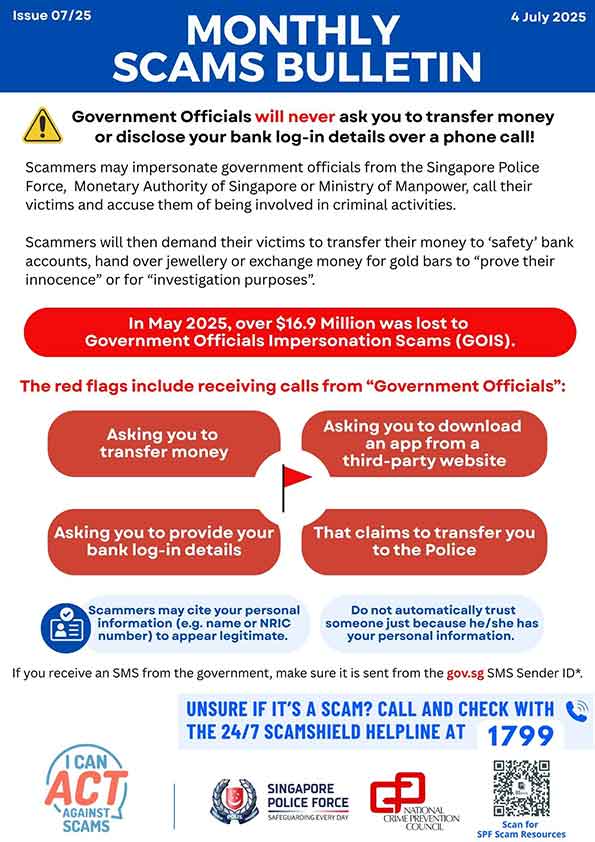 Issue 07/25
4 July 2025
MONTHLY
SCAMS BULLETIN
Government Officials will never ask you to transfer money
or disclose your bank log-in details over a phone call!
Scammers may impersonate government officials from the Singapore Police
Force, Monetary Authority of Singapore or Ministry of Manpower, call their
victims and accuse them of being involved in criminal activities.
Scammers will then demand their victims to transfer their money to ‘safety’ bank
accounts, hand over jewellery or exchange money for gold bars to “prove their
innocence” or for “investigation purposes”.
In May 2025, over $16.9 Million was lost to
Government Officials Impersonation Scams (GOIS).
The red flags include receiving calls from “Government Officials”:
Asking you to
transfer money
Asking you to download
an app from a
third-party website
Asking you to provide your
bank log-in details
That claims to transfer you
to the Police
Scammers may cite your personal
information (e.g. name or NRIC
number) to appear legitimate.
Do not automatically trust
someone just because he/she has
your personal information.
If you receive an SMS from the government, make sure it is sent from the gov.sg SMS Sender ID*.
UNSURE IF IT’S A SCAM? CALL AND CHECK WITH
THE 24/7 SCAMSHIELD HELPLINE AT 1799
I CAN
ACT
AGAINST
SCAMS
POLIS
SINGAPORE
POLICE FORCE
SAFEGUARDING EVERY DAY
NATIONAL
CRIME PREVENTION
COUNCIL
Scan for
SPF Scam Resources